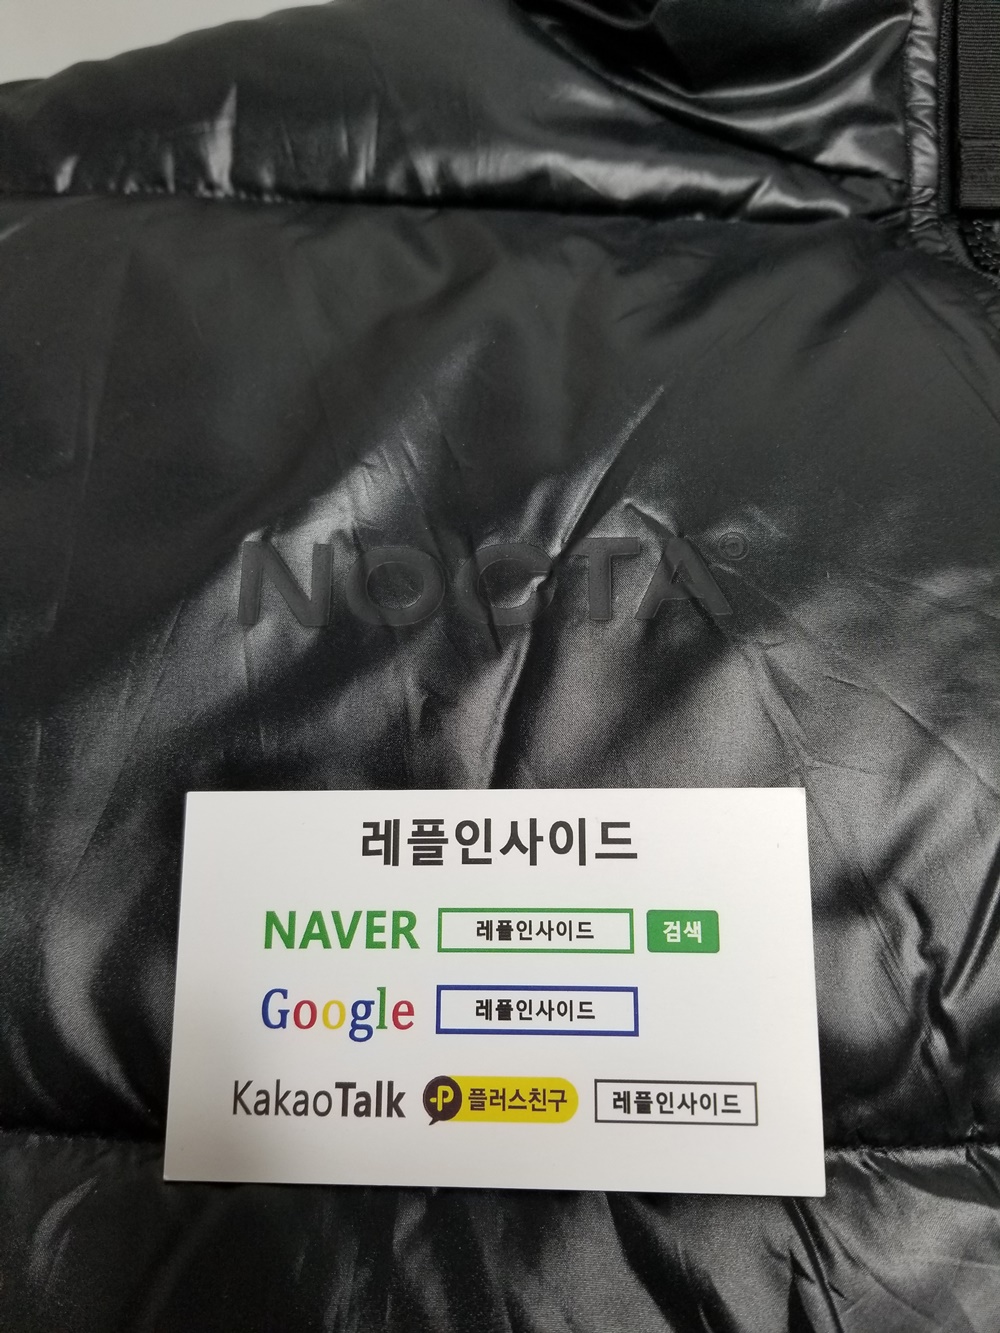 NOCTA©
레플인사이드
NAVER 레플인사이드 검색
Google 레플인사이드
KakaoTalk P 플러스친구 레플인사이드